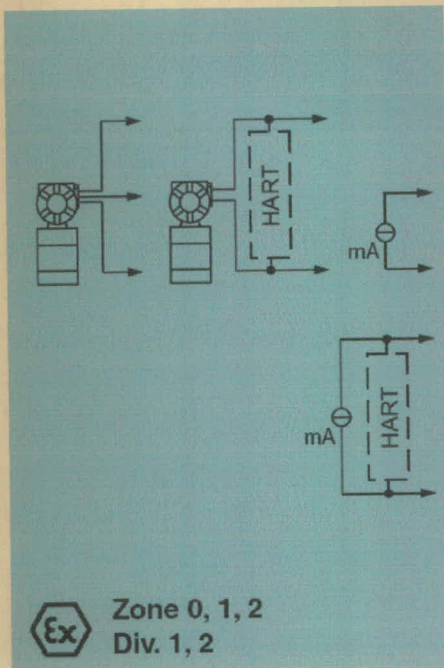 HART
mA
mA
HART
Ex
Zone 0, 1, 2
Div. 1, 2